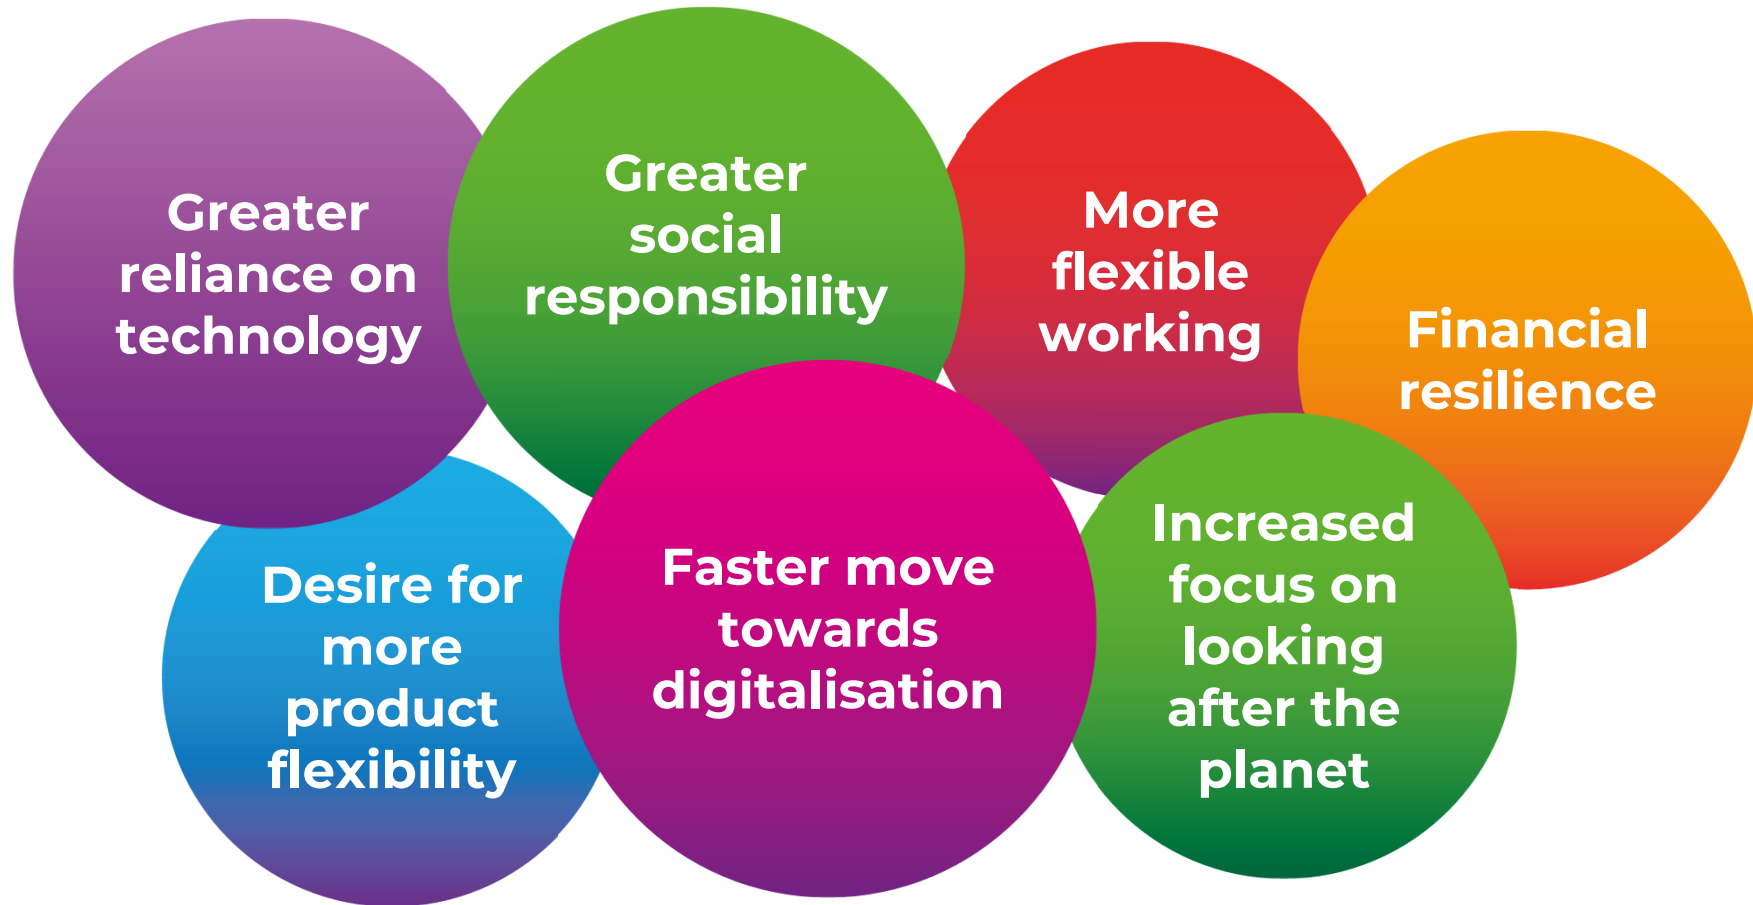 Greater
reliance on
technology
Greater
social
responsibility
More
flexible
working
Financial
resilience
Desire for
more
product
flexibility
Faster move
towards
digitalisation
Increased
focus on
looking
after the
planet